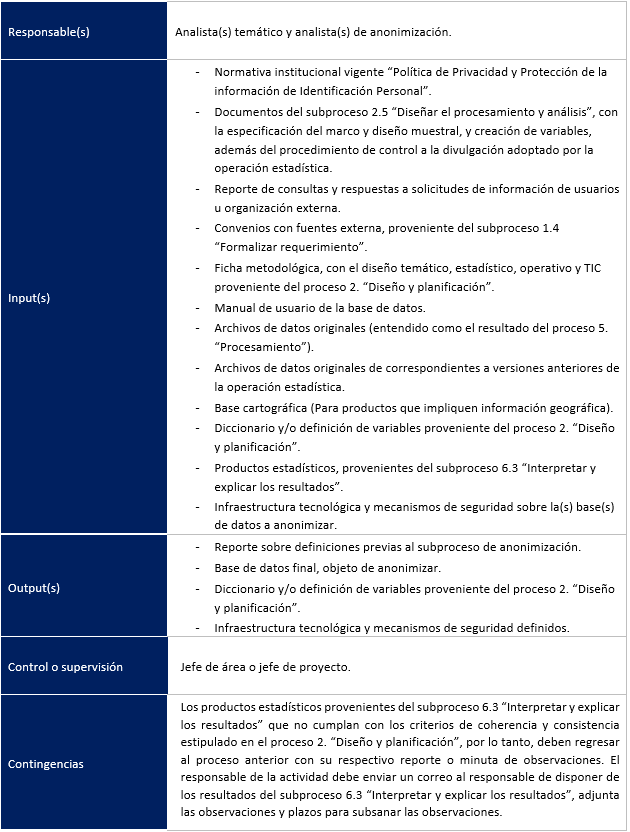 Responsable(s)
Analista(s) temático y analista(s) de anonimización.
Input(s)
- Normativa institucional vigente “Política de Privacidad y Protección de la
información de Identificación Personal”.
- Documentos del subproceso 2.5 “Diseñar el procesamiento y análisis”, con
la especificación del marco y diseño muestral, y creación de variables,
además del procedimiento de control a la divulgación adoptado por la
operación estadística.
- Reporte de consultas y respuestas a solicitudes de información de usuarios
u organización externa.
- Convenios con fuentes externa, proveniente del subproceso 1.4
“Formalizar requerimiento”.
- Ficha metodológica, con el diseño temático, estadístico, operativo y TIC
proveniente del proceso 2. “Diseño y planificación”.
- Manual de usuario de la base de datos.
- Archivos de datos originales (entendido como el resultado del proceso 5.
“Procesamiento”).
- Archivos de datos originales de correspondientes a versiones anteriores de
la operación estadística.
- Base cartográfica (Para productos que impliquen información geográfica).
- Diccionario y/o definición de variables proveniente del proceso 2. “Diseño
y planificación”.
- Productos estadísticos, provenientes del subproceso 6.3 “Interpretar y
explicar los resultados”.
- Infraestructura tecnológica y mecanismos de seguridad sobre la(s) base(s)
de datos a anonimizar.
Output(s)
- Reporte sobre definiciones previas al subproceso de anonimización.
- Base de datos final, objeto de anonimizar.
- Diccionario y/o definición de variables proveniente del proceso 2. “Diseño
y planificación”.
- Infraestructura tecnológica y mecanismos de seguridad definidos.
Control o supervisión
Jefe de área o jefe de proyecto.
Contingencias
Los productos estadísticos provenientes del subproceso 6.3 “Interpretar y explicar
los resultados” que no cumplan con los criterios de coherencia y consistencia
estipulado en el proceso 2. “Diseño y planificación”, por lo tanto, deben regresar
al proceso anterior con su respectivo reporte o minuta de observaciones. El
responsable de la actividad debe enviar un correo al responsable de disponer de
los resultados del subproceso 6.3 “Interpretar y explicar los resultados”, adjunta
las observaciones y plazos para subsanar las observaciones.